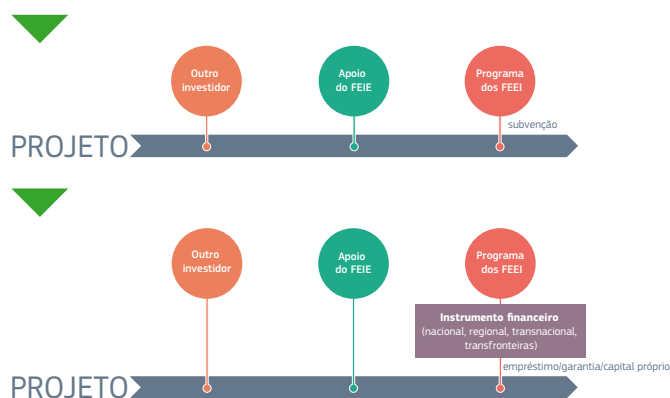 Outro
investidor
Apoio
do FEIE
Programa
dos FEEI
subvenção
PROJETO
Outro
investidor
Apoio
do FEIE
Programa
dos FEEI
Instrumento financeiro
(nacional, regional, transnacional,
transfronteiras)
empréstimo/garantia/capital próprio
PROJETO